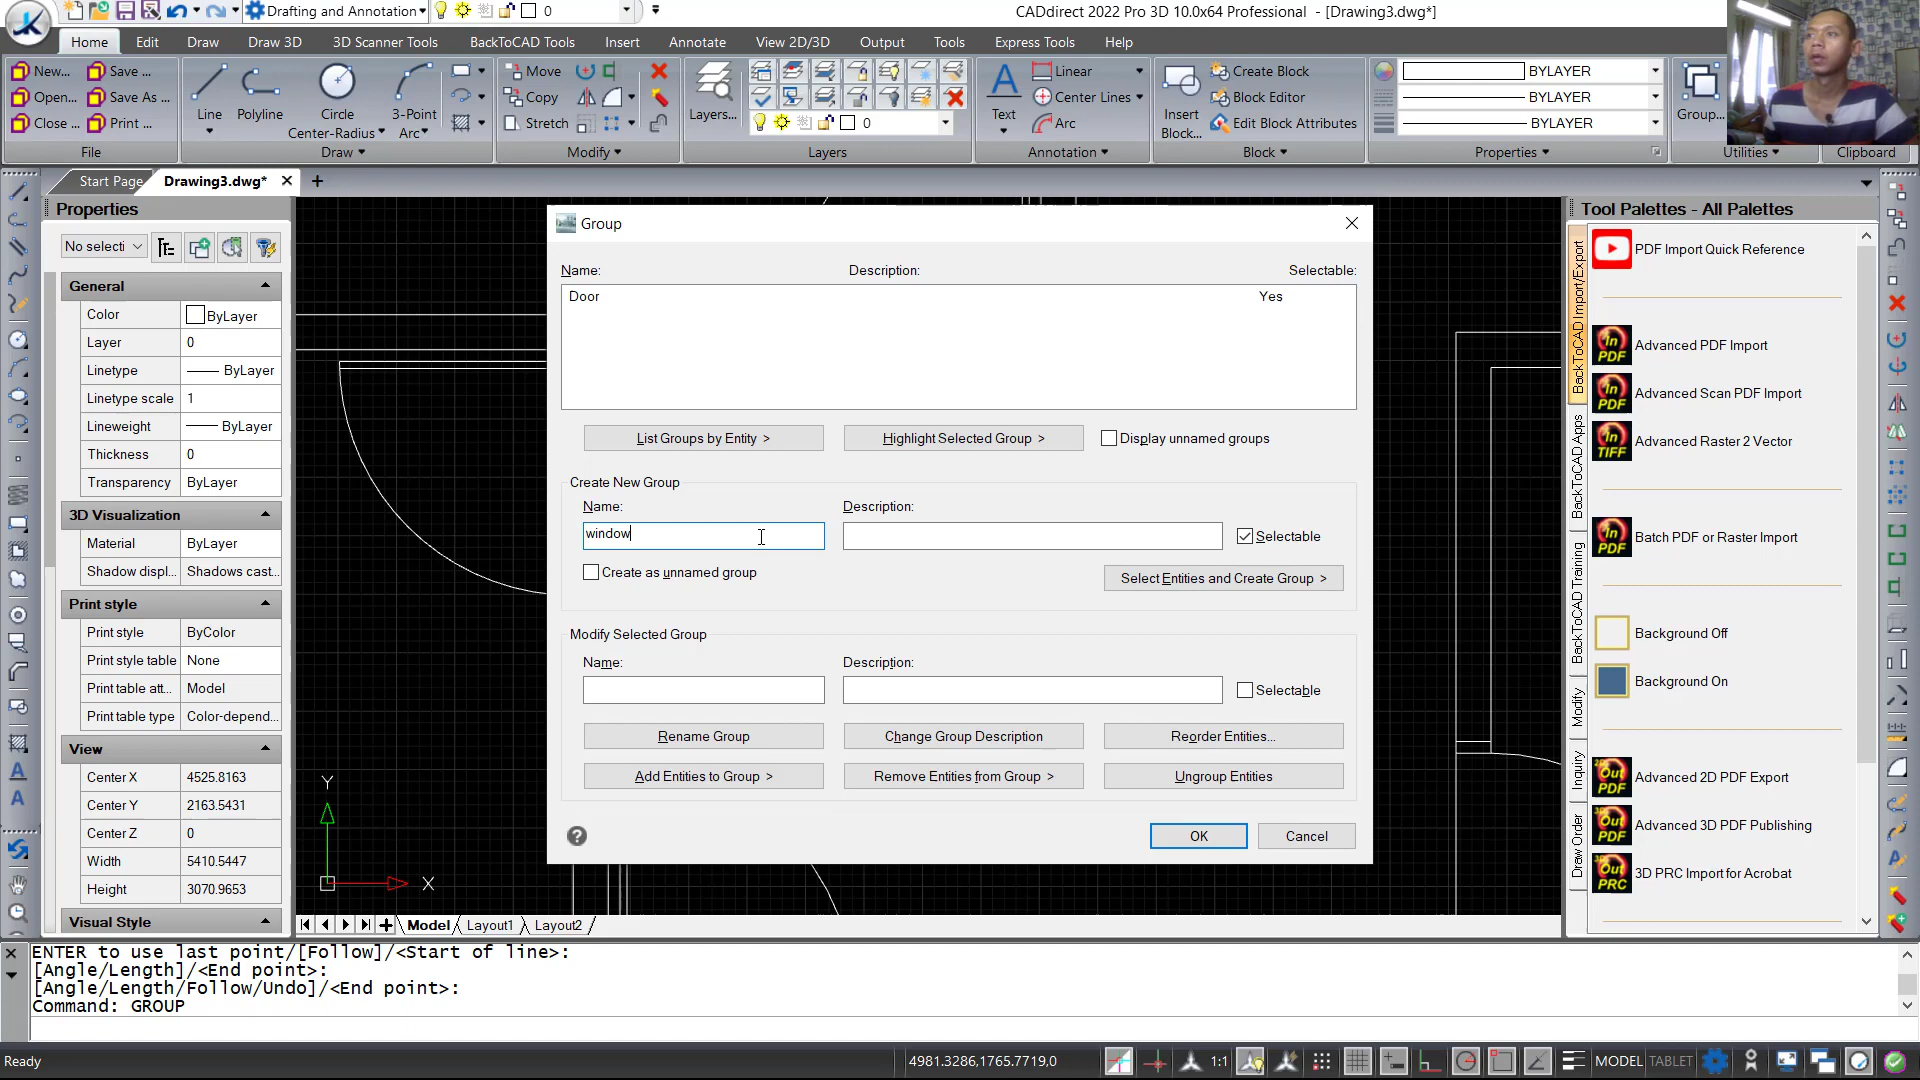 Drafting and Annotation
0
CADdirect 2022 Pro 3D 10.0x64 Professional - [Drawing3.dwg*]
Home Edit Draw Draw 3D 3D Scanner Tools BackToCAD Tools Insert Annotate View 2D/3D Output Tools Express Tools Help
New... Save ...
Open... Save As ...
Close ... Print ...
File
Line Polyline Circle Center-Radius 3-Point Arc
Draw
Move
Copy
Stretch
Modify
Layers...
0
Layers
Text
Linear
Center Lines
Arc
Annotation
Insert Block...
Create Block
Block Editor
Edit Block Attributes
Block
BYLAYER
BYLAYER
BYLAYER
Properties
Group...
Utilities
Clipboard
Start Page Drawing3.dwg*
Properties
No selecti
General
Color ByLayer
Layer 0
Linetype ByLayer
Linetype scale 1
Lineweight ByLayer
Thickness 0
Transparency ByLayer
3D Visualization
Material ByLayer
Shadow displ... Shadows cast...
Print style
Print style ByColor
Print style table None
Print table att... Model
Print table type Color-depend...
View
Center X 4525.8163
Center Y 2163.5431
Center Z 0
Width 5410.5447
Height 3070.9653
Visual Style
Y
X
Group
Name: Description: Selectable:
Door Yes
List Groups by Entity > Highlight Selected Group > Display unnamed groups
Create New Group
Name: Description:
window Selectable
Create as unnamed group Select Entities and Create Group >
Modify Selected Group
Name: Description:
Selectable
Rename Group Change Group Description Reorder Entities...
Add Entities to Group > Remove Entities from Group > Ungroup Entities
OK Cancel
Tool Palettes - All Palettes
BackToCAD Import/Export
BackToCAD Apps
BackToCAD Training
Modify
Inquiry
Draw Order
PDF Import Quick Reference
Advanced PDF Import
Advanced Scan PDF Import
Advanced Raster 2 Vector
Batch PDF or Raster Import
Background Off
Background On
Advanced 2D PDF Export
Advanced 3D PDF Publishing
3D PRC Import for Acrobat
Model Layout1 Layout2
ENTER to use last point/[Follow]/<Start of line>:
[Angle/Length]/<End point>:
[Angle/Length/Follow/Undo]/<End point>:
Command: GROUP
Ready 4981.3286,1765.7719,0 1:1 MODEL TABLET